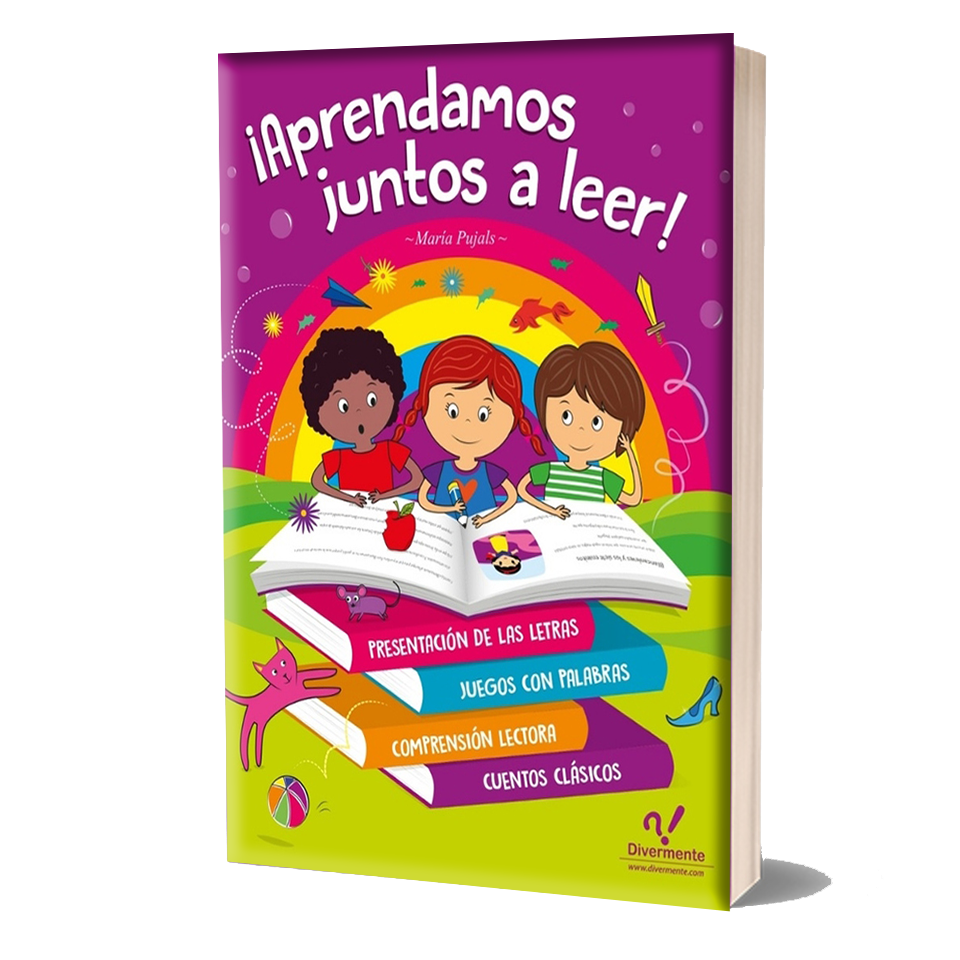 ¡Aprendamos
juntos a leer!
~María Pujals~
PRESENTACIÓN DE LAS LETRAS
JUEGOS CON PALABRAS
COMPRENSIÓN LECTORA
CUENTOS CLÁSICOS
Divermente
www.divermente.com